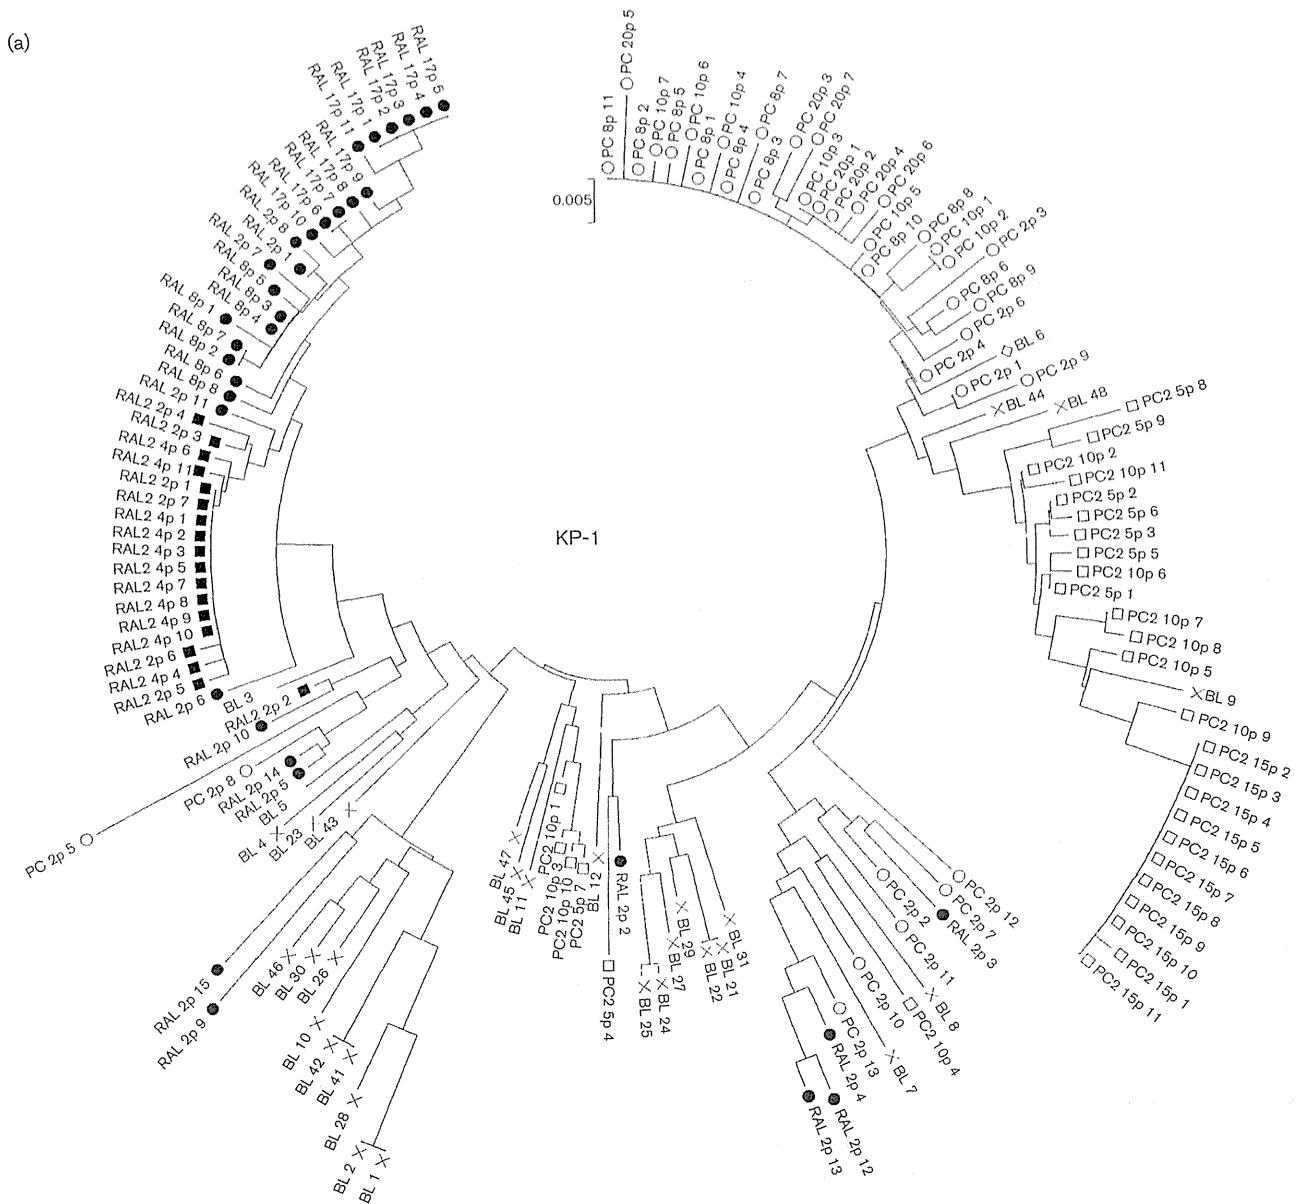 (a)
0.005
KP-1
PC 8p 11
PC 20p 5
PC 8p 2
PC 10p 7
PC 8p 5
PC 10p 6
PC 8p 1
PC 10p 4
PC 8p 4
PC 8p 7
PC 8p 3
PC 20p 3
PC 20p 7
PC 10p 3
PC 20p 1
PC 20p 2
PC 20p 4
PC 20p 6
PC 10p 5
PC 8p 10
PC 8p 8
PC 10p 1
PC 10p 2
PC 2p 3
PC 8p 6
PC 8p 9
PC 2p 6
PC 2p 4
BL 6
PC 2p 1
PC 2p 9
BL 44
BL 48
PC2 5p 8
PC2 5p 9
PC2 10p 2
PC2 10p 11
PC2 5p 2
PC2 5p 6
PC2 5p 3
PC2 5p 5
PC2 10p 6
PC2 5p 1
PC2 10p 7
PC2 10p 8
PC2 10p 5
BL 9
PC2 10p 9
PC2 15p 2
PC2 15p 3
PC2 15p 4
PC2 15p 5
PC2 15p 6
PC2 15p 7
PC2 15p 8
PC2 15p 9
PC2 15p 10
PC2 15p 1
PC2 15p 11
PC 2p 12
PC 2p 7
RAL 2p 3
PC 2p 2
PC 2p 11
BL 8
PC2 10p 4
PC 2p 10
BL 7
PC 2p 13
RAL 2p 4
RAL 2p 12
RAL 2p 13
BL 31
BL 21
BL 22
BL 29
BL 27
BL 24
BL 25
RAL 2p 2
PC2 5p 4
BL 12
PC2 5p 7
PC2 10p 10
PC2 10p 3
PC2 10p 1
BL 11
BL 45
BL 47
BL 1
BL 2
BL 28
BL 41
BL 42
BL 10
BL 26
BL 30
BL 46
RAL 2p 9
RAL 2p 15
BL 43
BL 23
BL 4
BL 5
RAL 2p 5
RAL 2p 14
PC 2p 8
PC 2p 5
RAL 2p 10
RAL2 2p 2
BL 3
RAL 2p 6
RAL2 2p 5
RAL2 4p 4
RAL2 2p 6
RAL2 4p 10
RAL2 4p 9
RAL2 4p 8
RAL2 4p 7
RAL2 4p 5
RAL2 4p 3
RAL2 4p 2
RAL2 4p 1
RAL2 2p 7
RAL2 2p 1
RAL2 4p 11
RAL2 4p 6
RAL2 2p 3
RAL2 2p 4
RAL 2p 11
RAL 8p 8
RAL 8p 6
RAL 8p 2
RAL 8p 7
RAL 8p 1
RAL 8p 4
RAL 8p 3
RAL 8p 5
RAL 2p 7
RAL 2p 1
RAL 2p 8
RAL 17p 10
RAL 17p 6
RAL 17p 7
RAL 17p 8
RAL 17p 9
RAL 17p 11
RAL 17p 1
RAL 17p 2
RAL 17p 3
RAL 17p 4
RAL 17p 5